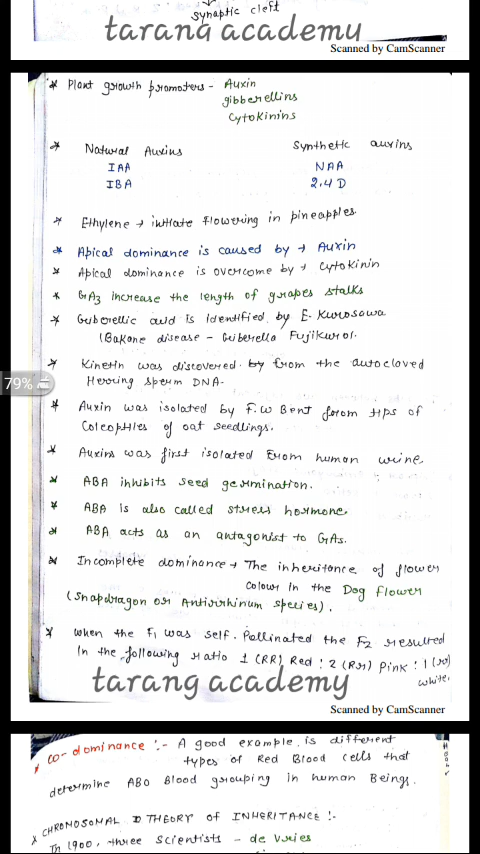 synaptic cleft
tarang academy
Scanned by CamScanner
* Plant growth promoters - Auxin
gibberellins
Cytokinins
* Natural Auxins Synthetic auxins
IAA NAA
IBA 2,4 D
* Ethylene → initiate flowering in pineapples.
* Apical dominance is caused by → Auxin
* Apical dominance is overcome by → Cytokinin
* GA3 increase the length of grapes stalks
* Giberellic acid is identified by E. Kurosowa
(Bakane disease - Giberella Fujikuroi.
* Kinetin was discovered by from the autocloved
79%
Herring sperm DNA.
* Auxin was isolated by F.W Bent from tips of
Coleoptiles of oat seedlings.
* Auxins was first isolated from human urine
* ABA inhibits seed germination.
* ABA is also called stress hormone
* ABA acts as an antagonist to GAs.
* Incomplete dominance → The inheritance of flower
colour in the Dog flower
(Snapdragon or Antirrhinum species).
* when the F1 was self. Pollinated the F2 resulted
In the following ratio 1 (RR) Red : 2 (Rr) Pink : 1 (rr)
white.
tarang academy
Scanned by CamScanner
* co-dominance :- A good example is different
types of Red Blood cells that
determine ABO Blood grouping in human Beings.
* CHRONOSOMAL THEORY of INHERITANCE :-
In 1900, three Scientists - de Vries